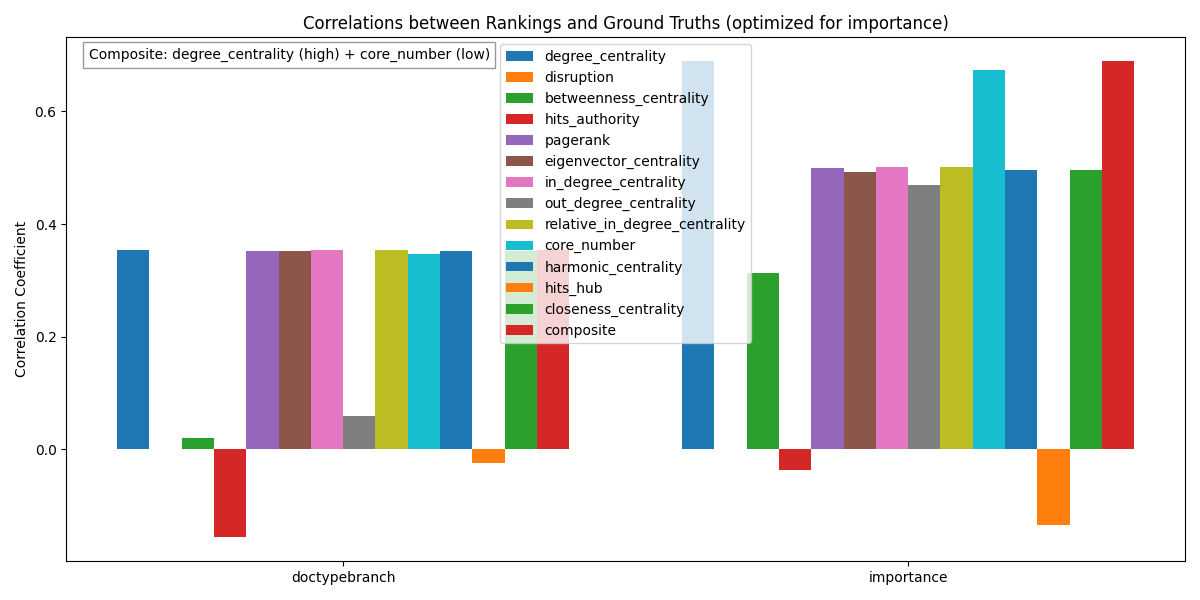 Correlations between Rankings and Ground Truths (optimized for importance)
Composite: degree_centrality (high) + core_number (low)
degree_centrality
disruption
betweenness_centrality
hits_authority
pagerank
eigenvector_centrality
in_degree_centrality
out_degree_centrality
relative_in_degree_centrality
core_number
harmonic_centrality
hits_hub
closeness_centrality
composite
Correlation Coefficient
0.6
0.4
0.2
0.0
doctypebranch
importance